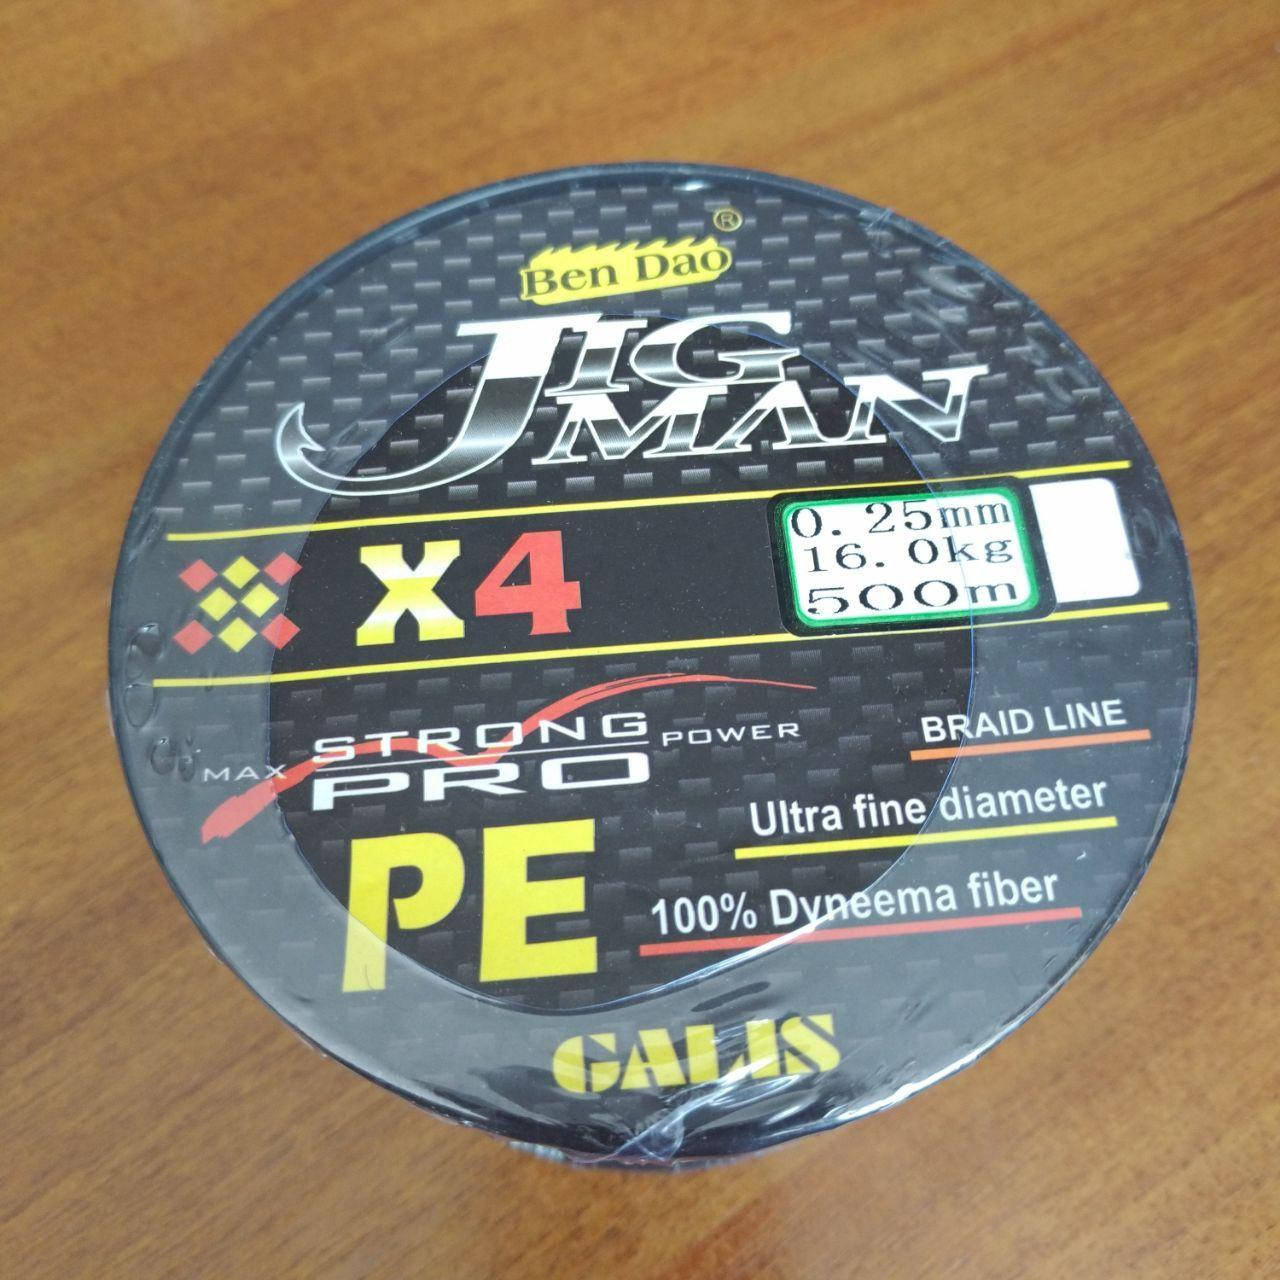 Ben Dao ®
JIG
MAN
X4
0.25mm
16.0kg
500m
MAX STRONG POWER
PRO
PE
BRAID LINE
Ultra fine diameter
100% Dyneema fiber
GALIS